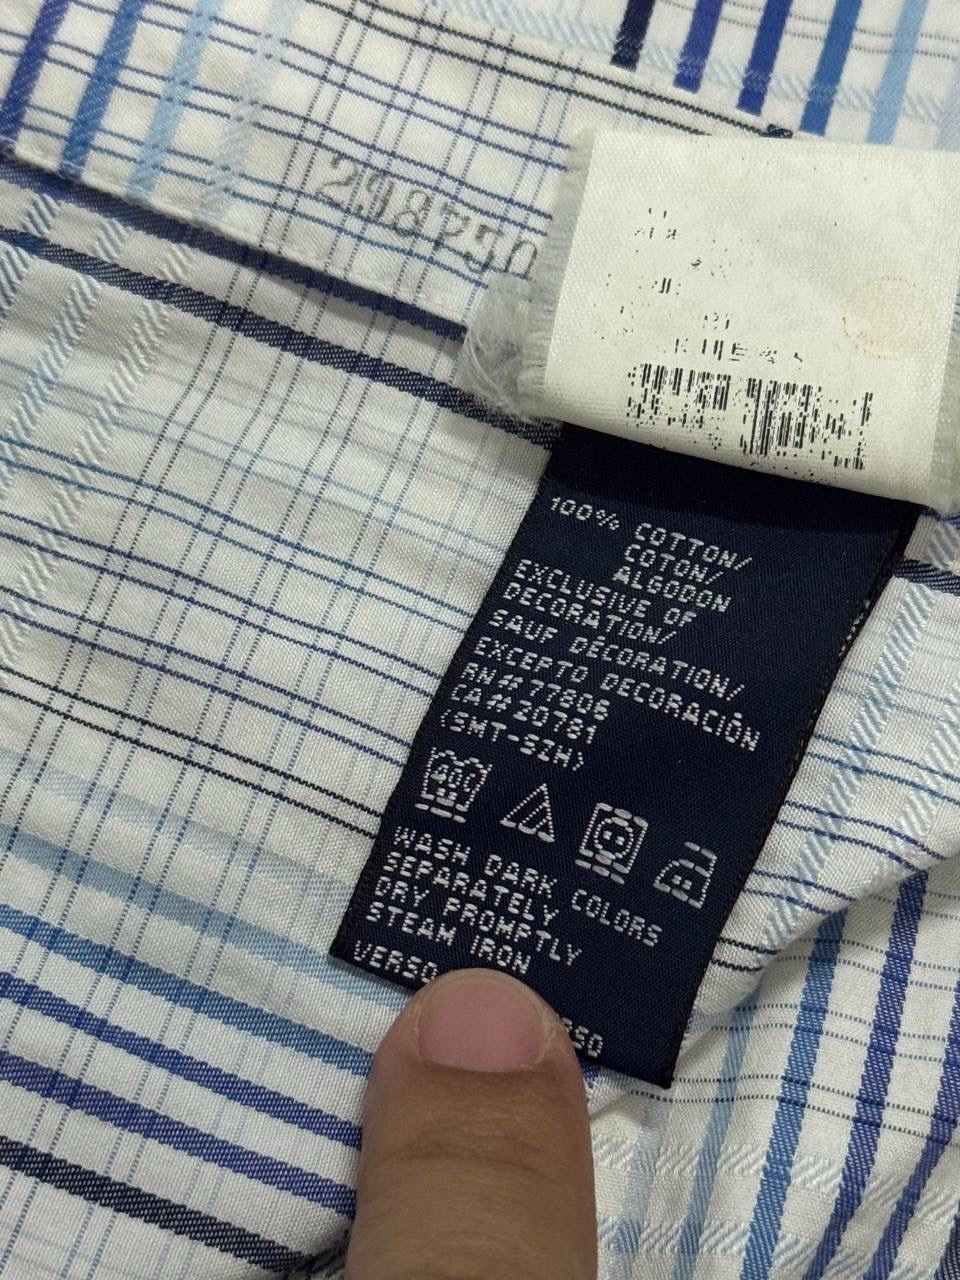 100% COTTON/
COTON/
ALGODON
EXCLUSIVE OF
DECORATION/
SAUF DÉCORATION/
EXCEPTO DECORACIÓN
RN# 77806
CA# 20781
(SMT-SZH)
WASH DARK COLORS
SEPARATELY
DRY PROMPTLY
STEAM IRON